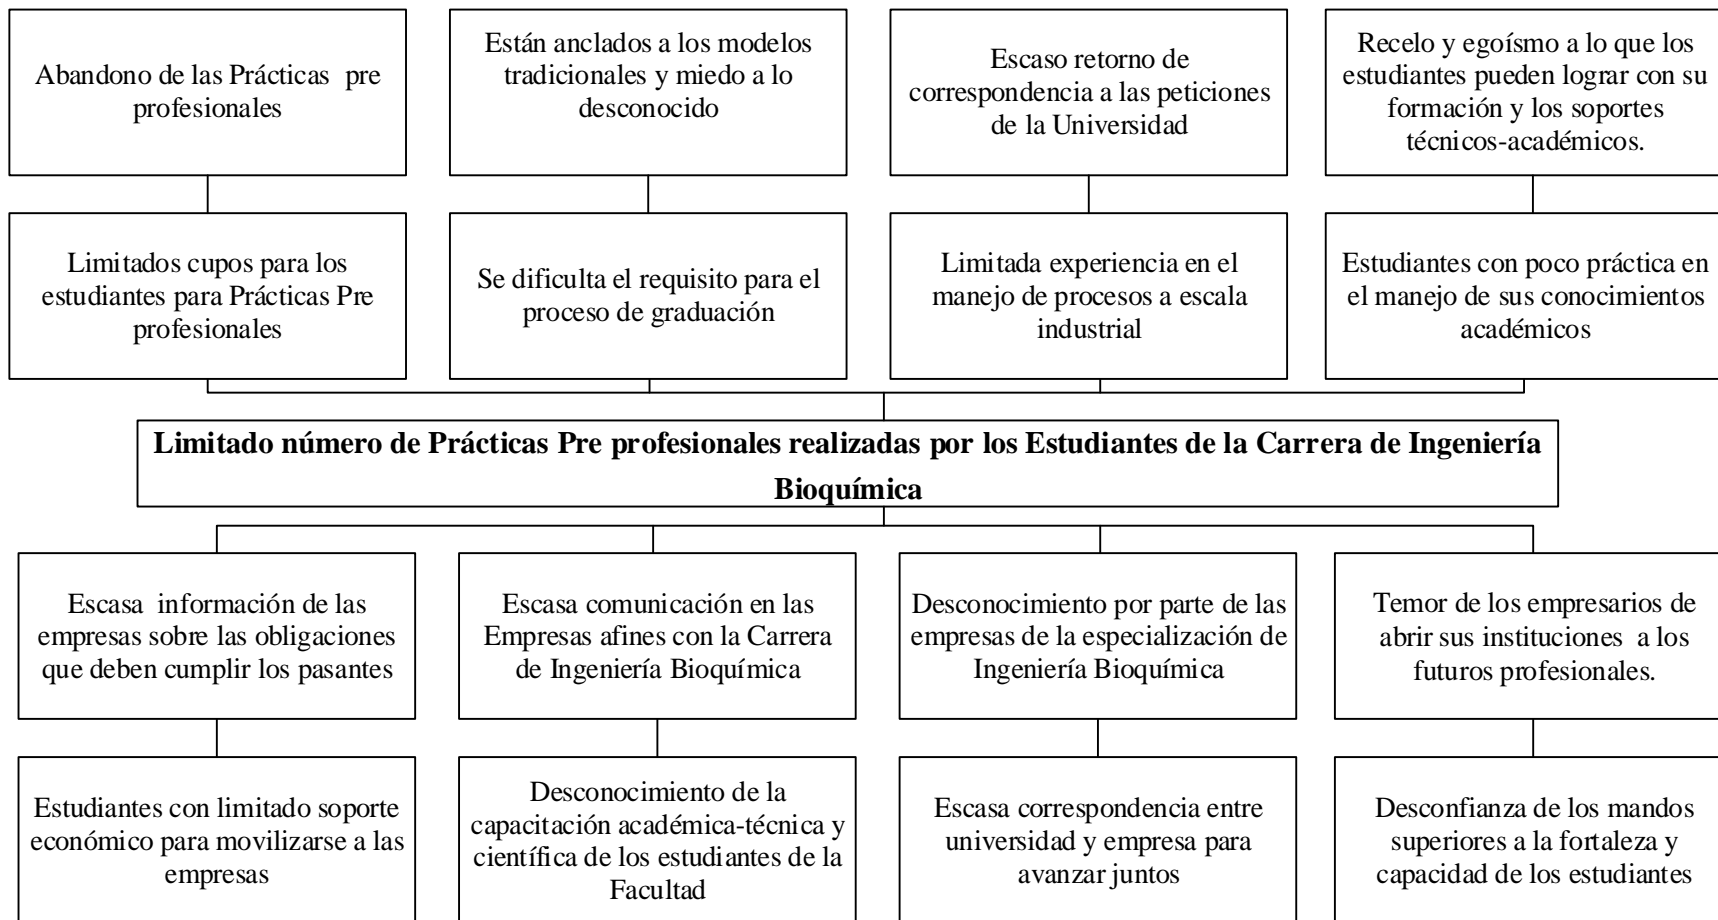 Abandono de las Prácticas pre
profesionales
Están anclados a los modelos
tradicionales y miedo a lo
desconocido
Escaso retorno de
correspondencia a las peticiones
de la Universidad
Recelo y egoísmo a lo que los
estudiantes pueden lograr con su
formación y los soportes
técnicos-académicos.
Limitados cupos para los
estudiantes para Prácticas Pre
profesionales
Se dificulta el requisito para el
proceso de graduación
Limitada experiencia en el
manejo de procesos a escala
industrial
Estudiantes con poco práctica en
el manejo de sus conocimientos
académicos
Limitado número de Prácticas Pre profesionales realizadas por los Estudiantes de la Carrera de Ingeniería
Bioquímica
Escasa información de las
empresas sobre las obligaciones
que deben cumplir los pasantes
Escasa comunicación en las
Empresas afines con la Carrera
de Ingeniería Bioquímica
Desconocimiento por parte de las
empresas de la especialización de
Ingeniería Bioquímica
Temor de los empresarios de
abrir sus instituciones a los
futuros profesionales.
Estudiantes con limitado soporte
económico para movilizarse a las
empresas
Desconocimiento de la
capacitación académica-técnica y
científica de los estudiantes de la
Facultad
Escasa correspondencia entre
universidad y empresa para
avanzar juntos
Desconfianza de los mandos
superiores a la fortaleza y
capacidad de los estudiantes